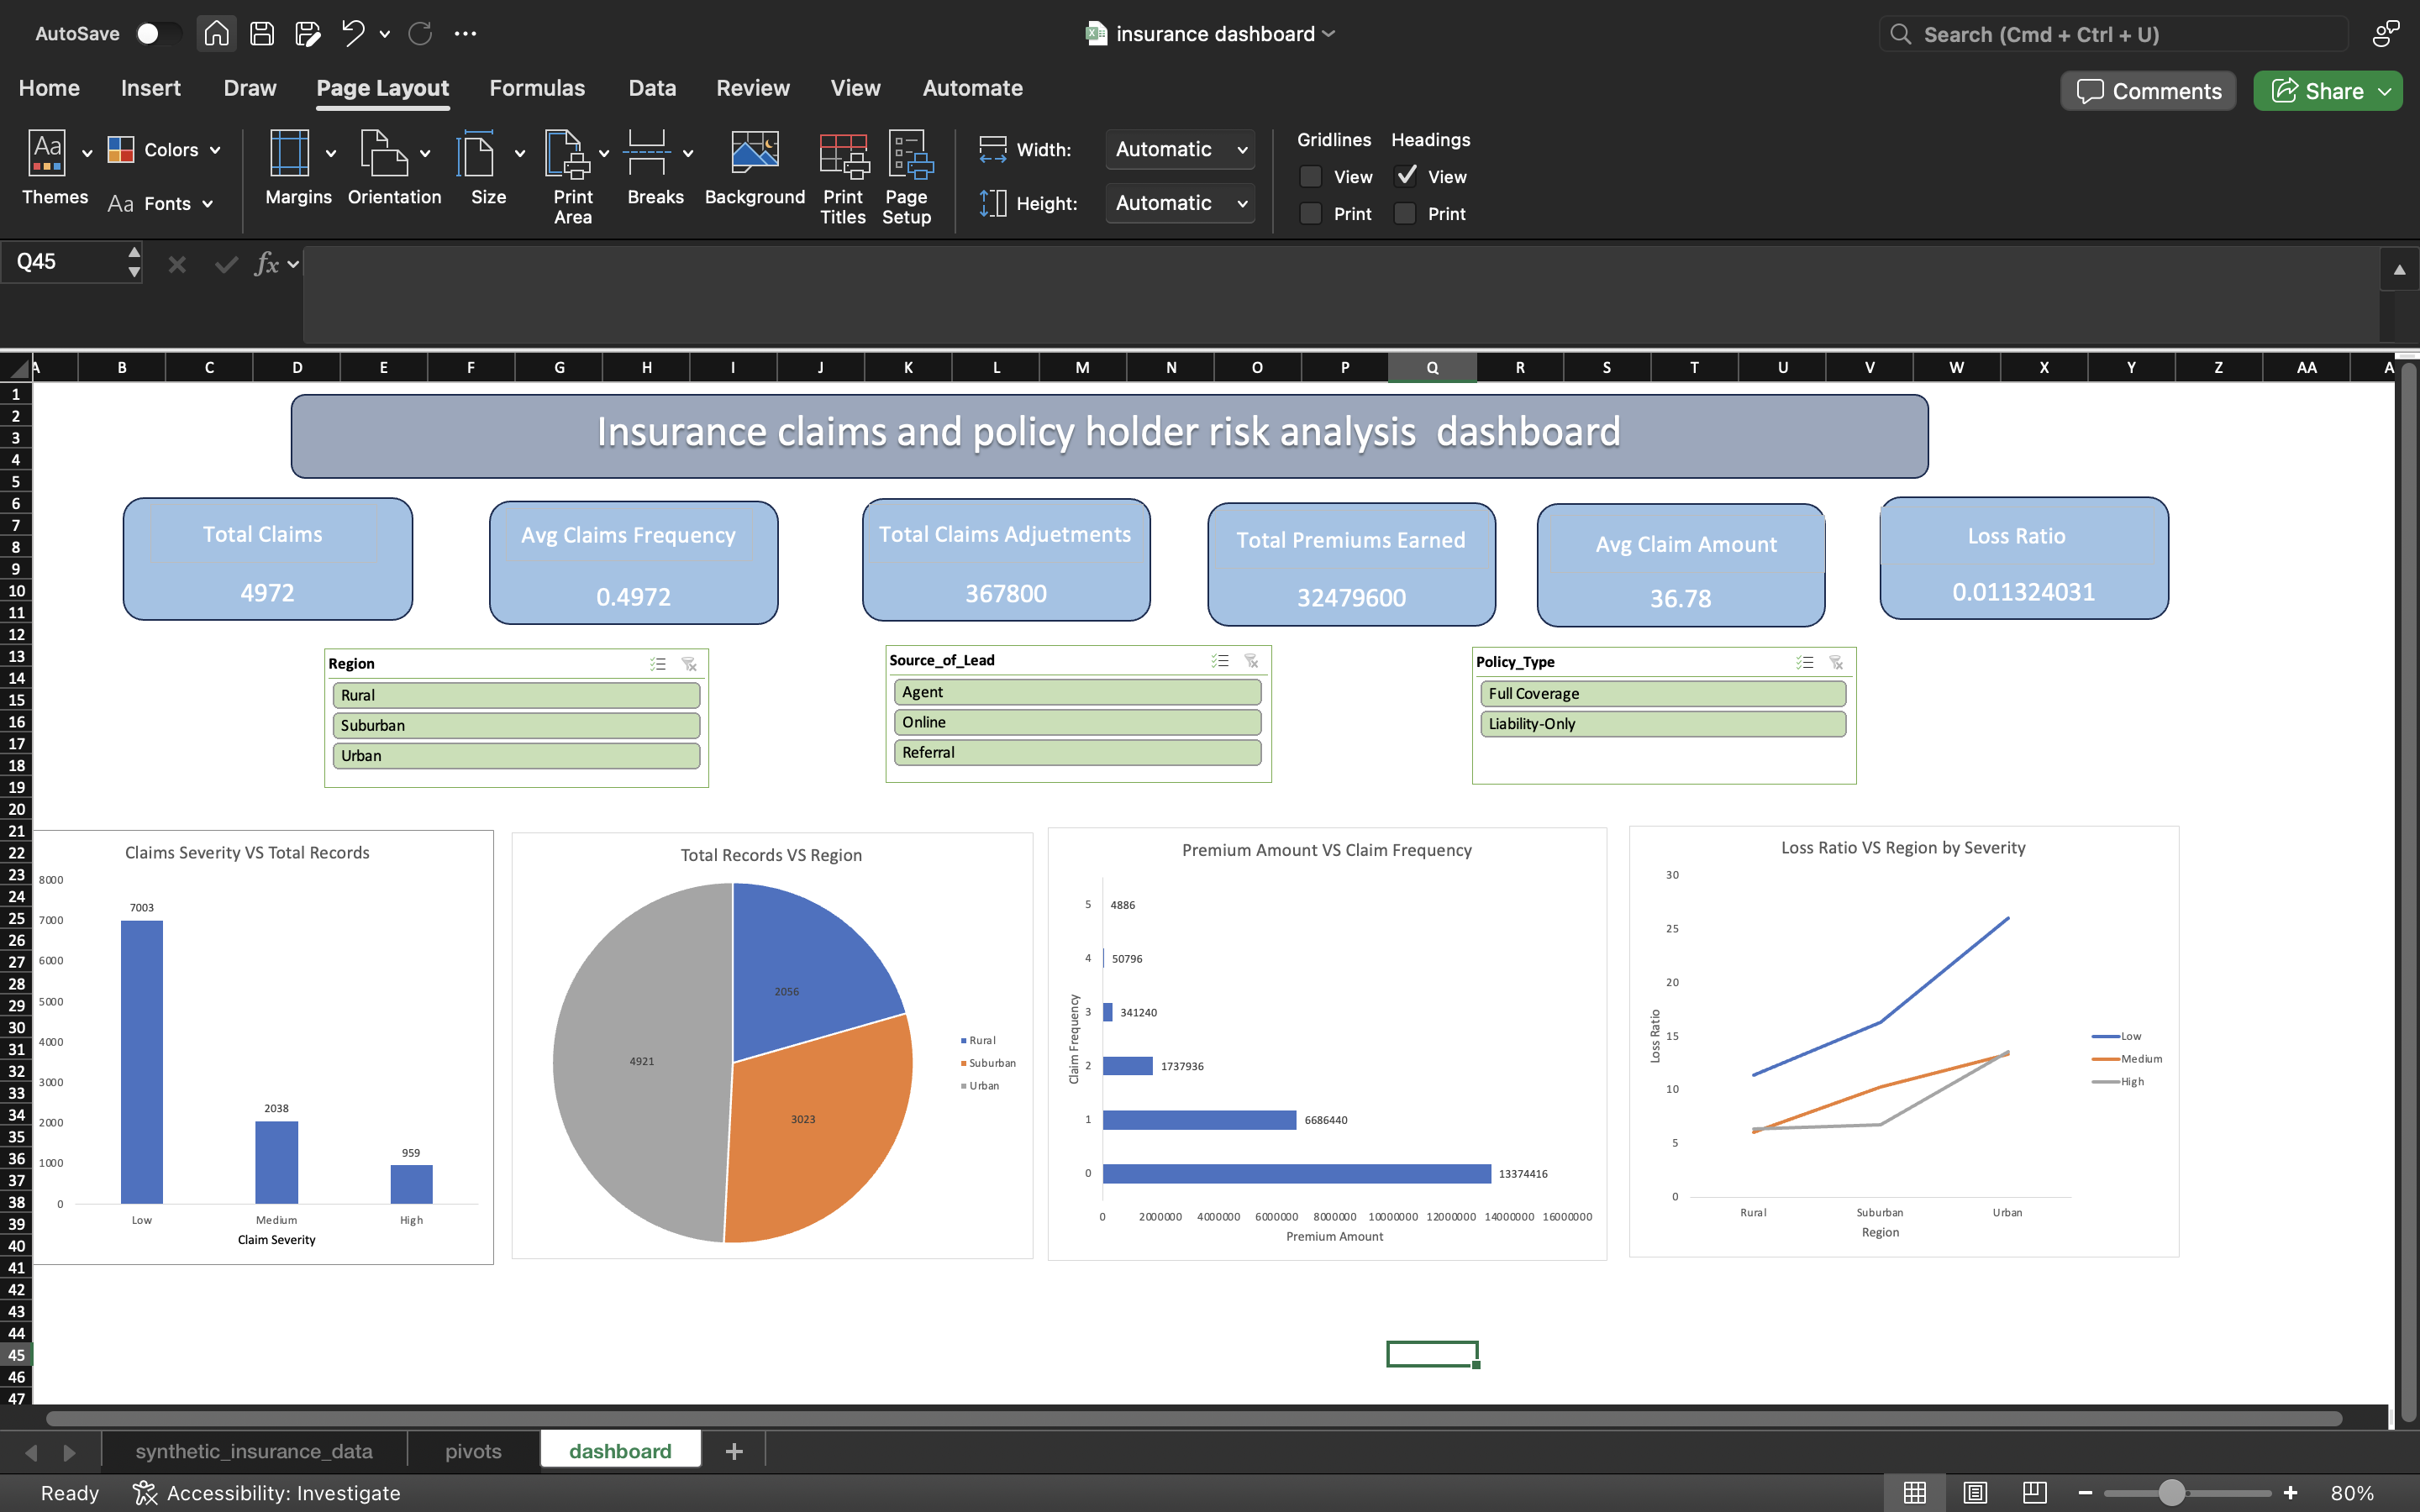 AutoSave
insurance dashboard
Search (Cmd + Ctrl + U)
Home Insert Draw Page Layout Formulas Data Review View Automate
Comments
Share
Aa
Themes
Colors
Aa Fonts
Margins
Orientation
Size
Print Area
Breaks
Background
Print Titles
Page Setup
Width: Automatic
Height: Automatic
Gridlines
View
Print
Headings
View
Print
Q45
fx
A B C D E F G H I J K L M N O P Q R S T U V W X Y Z AA A
1
2
3
4
5
6
7
8
9
10
11
12
13
14
15
16
17
18
19
20
21
22
23
24
25
26
27
28
29
30
31
32
33
34
35
36
37
38
39
40
41
42
43
44
45
46
47
Insurance claims and policy holder risk analysis  dashboard
Total Claims
4972
Avg Claims Frequency
0.4972
Total Claims Adjuetments
367800
Total Premiums Earned
32479600
Avg Claim Amount
36.78
Loss Ratio
0.011324031
Region
Rural
Suburban
Urban
Source_of_Lead
Agent
Online
Referral
Policy_Type
Full Coverage
Liability-Only
Claims Severity VS Total Records
8000
7000
6000
5000
4000
3000
2000
1000
0
7003
2038
959
Low Medium High
Claim Severity
Total Records VS Region
2056
4921
3023
Rural
Suburban
Urban
Premium Amount VS Claim Frequency
Claim Frequency
5 4886
4 50796
3 341240
2 1737936
1 6686440
0 13374416
0 2000000 4000000 6000000 8000000 10000000 12000000 14000000 16000000
Premium Amount
Loss Ratio VS Region by Severity
Loss Ratio
30
25
20
15
10
5
0
Rural Suburban Urban
Region
Low
Medium
High
synthetic_insurance_data pivots dashboard +
Ready
Accessibility: Investigate
80%